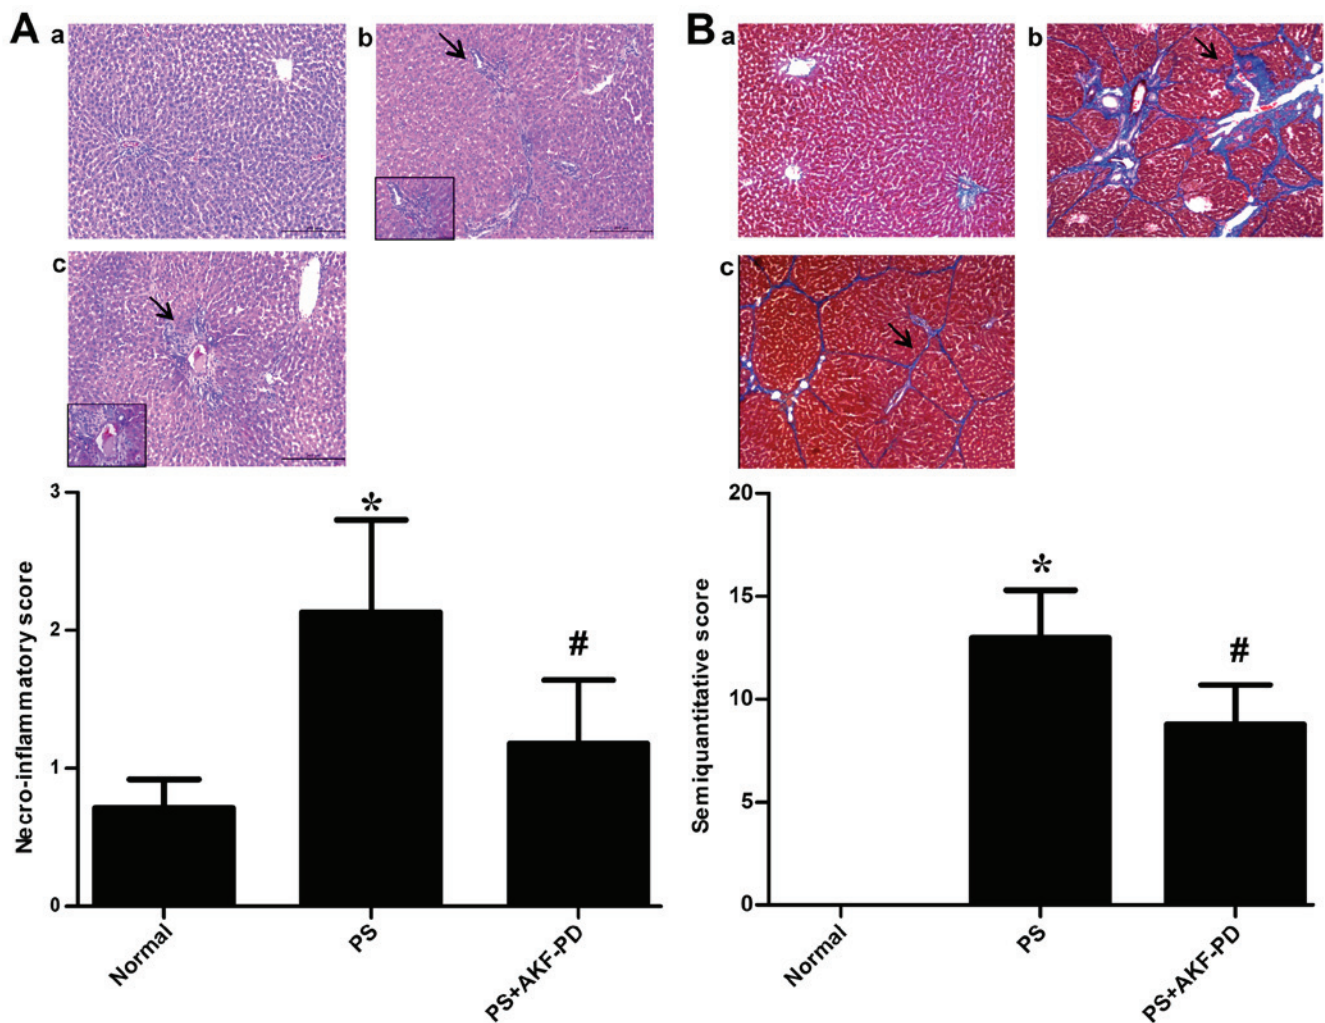 A
a
b
c
B
a
b
c
Necro-inflammatory score
3
2
1
0
*
#
Normal
PS
PS+AKF-PD
Semiquantitative score
20
15
10
5
0
*
#
Normal
PS
PS+AKF-PD